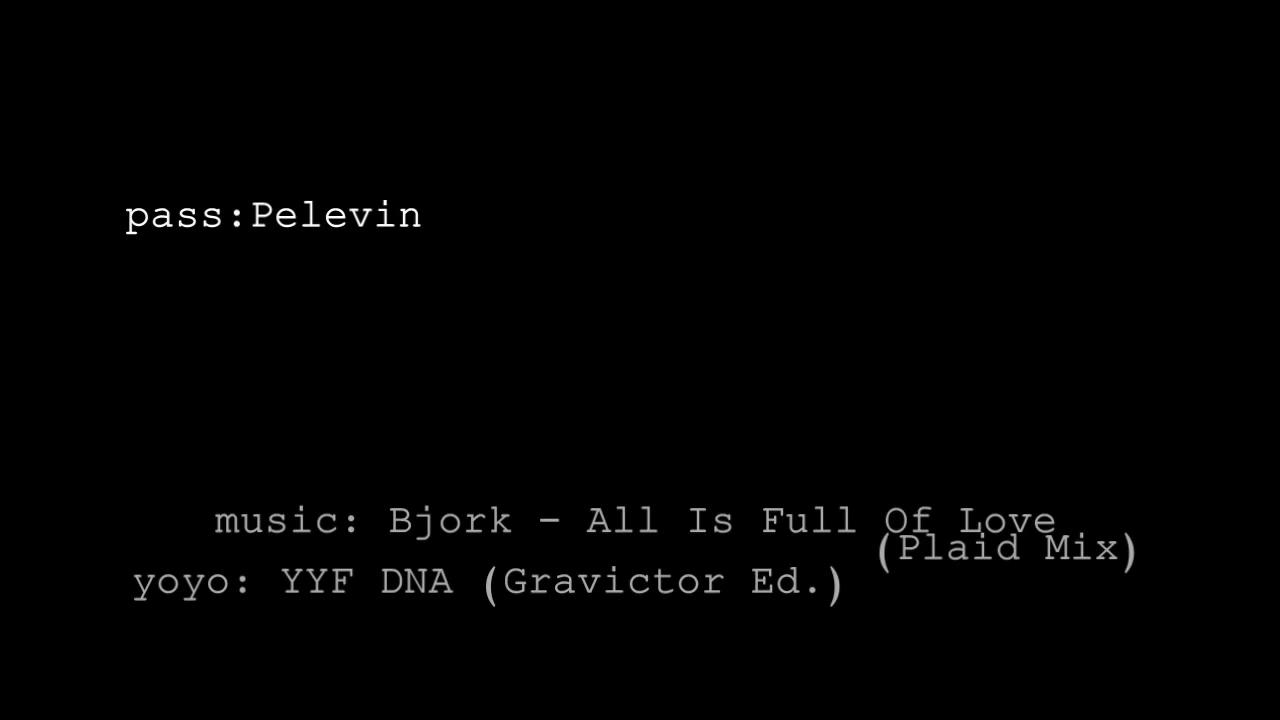 pass:Pelevin
music: Bjork - All Is Full Of Love
(Plaid Mix)
yoyo: YYF DNA (Gravictor Ed.)